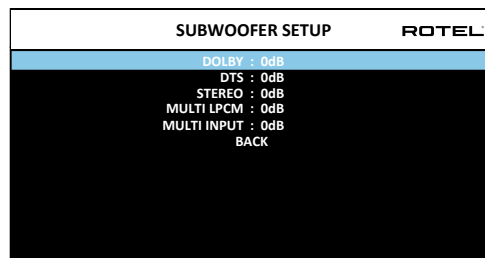 SUBWOOFER SETUP ROTEL
DOLBY : 0dB
DTS : 0dB
STEREO : 0dB
MULTI LPCM : 0dB
MULTI INPUT : 0dB
BACK